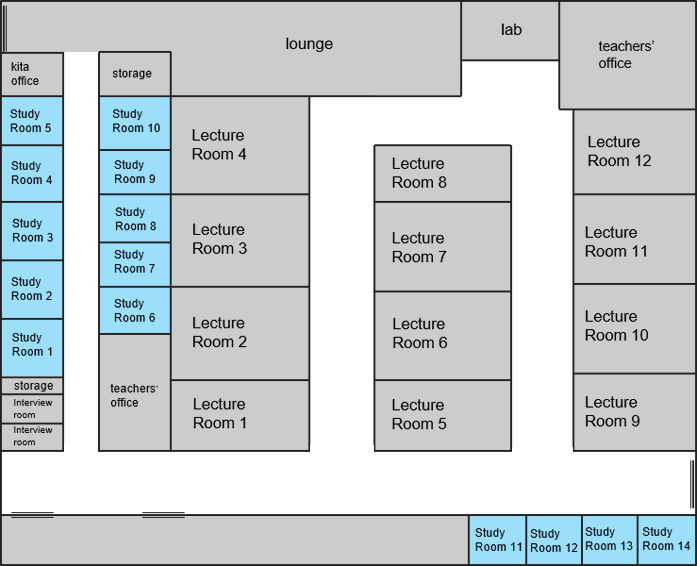 lounge
lab
teachers'
office
kita
office
storage
Study
Room 5
Study
Room 4
Study
Room 3
Study
Room 2
Study
Room 1
storage
Interview
room
Interview
room
Study
Room 10
Study
Room 9
Study
Room 8
Study
Room 7
Study
Room 6
teachers'
office
Lecture
Room 4
Lecture
Room 3
Lecture
Room 2
Lecture
Room 1
Lecture
Room 8
Lecture
Room 7
Lecture
Room 6
Lecture
Room 5
Lecture
Room 12
Lecture
Room 11
Lecture
Room 10
Lecture
Room 9
Study
Room 11
Study
Room 12
Study
Room 13
Study
Room 14